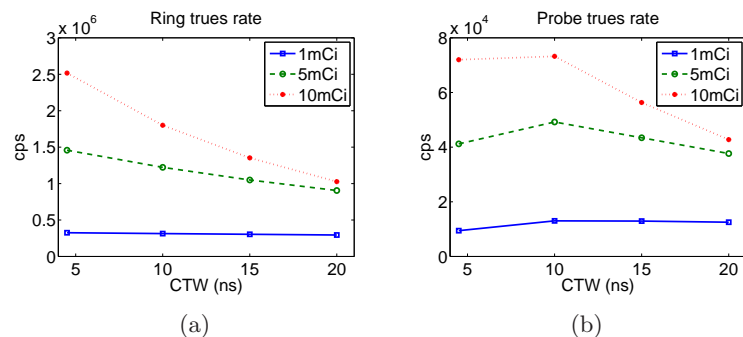 Ring trues rate
x 10^6
3
2.5
2
1.5
1
0.5
0
cps
5 10 15 20
CTW (ns)
1mCi
5mCi
10mCi
(a)
Probe trues rate
x 10^4
8
6
4
2
0
cps
5 10 15 20
CTW (ns)
1mCi
5mCi
10mCi
(b)